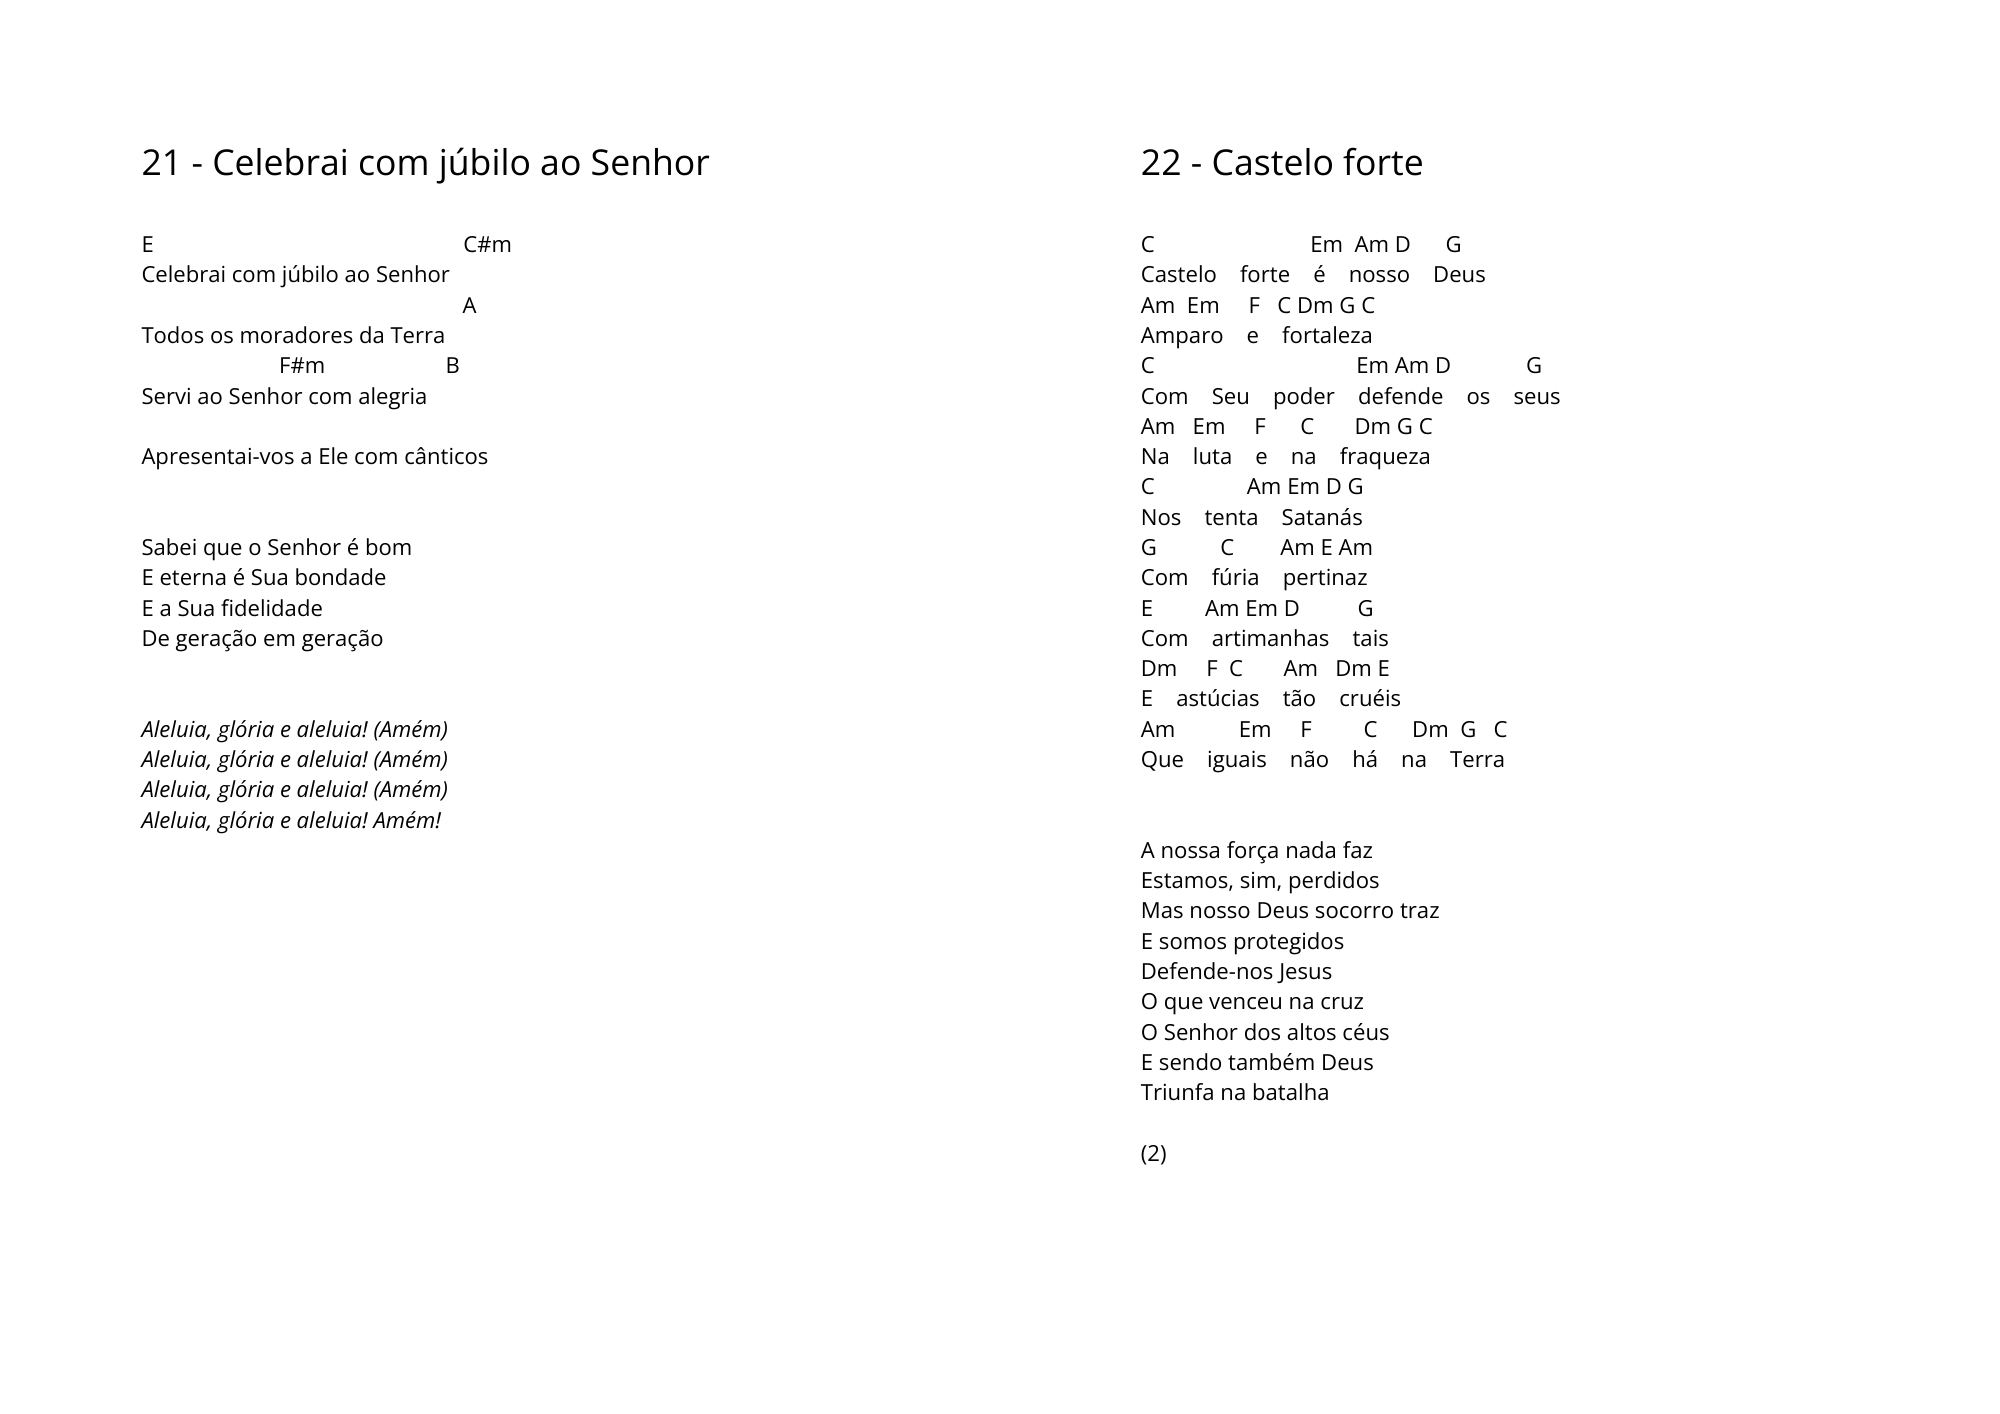 21 - Celebrai com júbilo ao Senhor
E C#m
Celebrai com júbilo ao Senhor
A
Todos os moradores da Terra
F#m B
Servi ao Senhor com alegria
Apresentai-vos a Ele com cânticos
Sabei que o Senhor é bom
E eterna é Sua bondade
E a Sua fidelidade
De geração em geração
Aleluia, glória e aleluia! (Amém)
Aleluia, glória e aleluia! (Amém)
Aleluia, glória e aleluia! (Amém)
Aleluia, glória e aleluia! Amém!
22 - Castelo forte
C Em Am D G
Castelo forte é nosso Deus
Am Em F C Dm G C
Amparo e fortaleza
C Em Am D G
Com Seu poder defende os seus
Am Em F C Dm G C
Na luta e na fraqueza
C Am Em D G
Nos tenta Satanás
G C Am E Am
Com fúria pertinaz
E Am Em D G
Com artimanhas tais
Dm F C Am Dm E
E astúcias tão cruéis
Am Em F C Dm G C
Que iguais não há na Terra
A nossa força nada faz
Estamos, sim, perdidos
Mas nosso Deus socorro traz
E somos protegidos
Defende-nos Jesus
O que venceu na cruz
O Senhor dos altos céus
E sendo também Deus
Triunfa na batalha
(2)